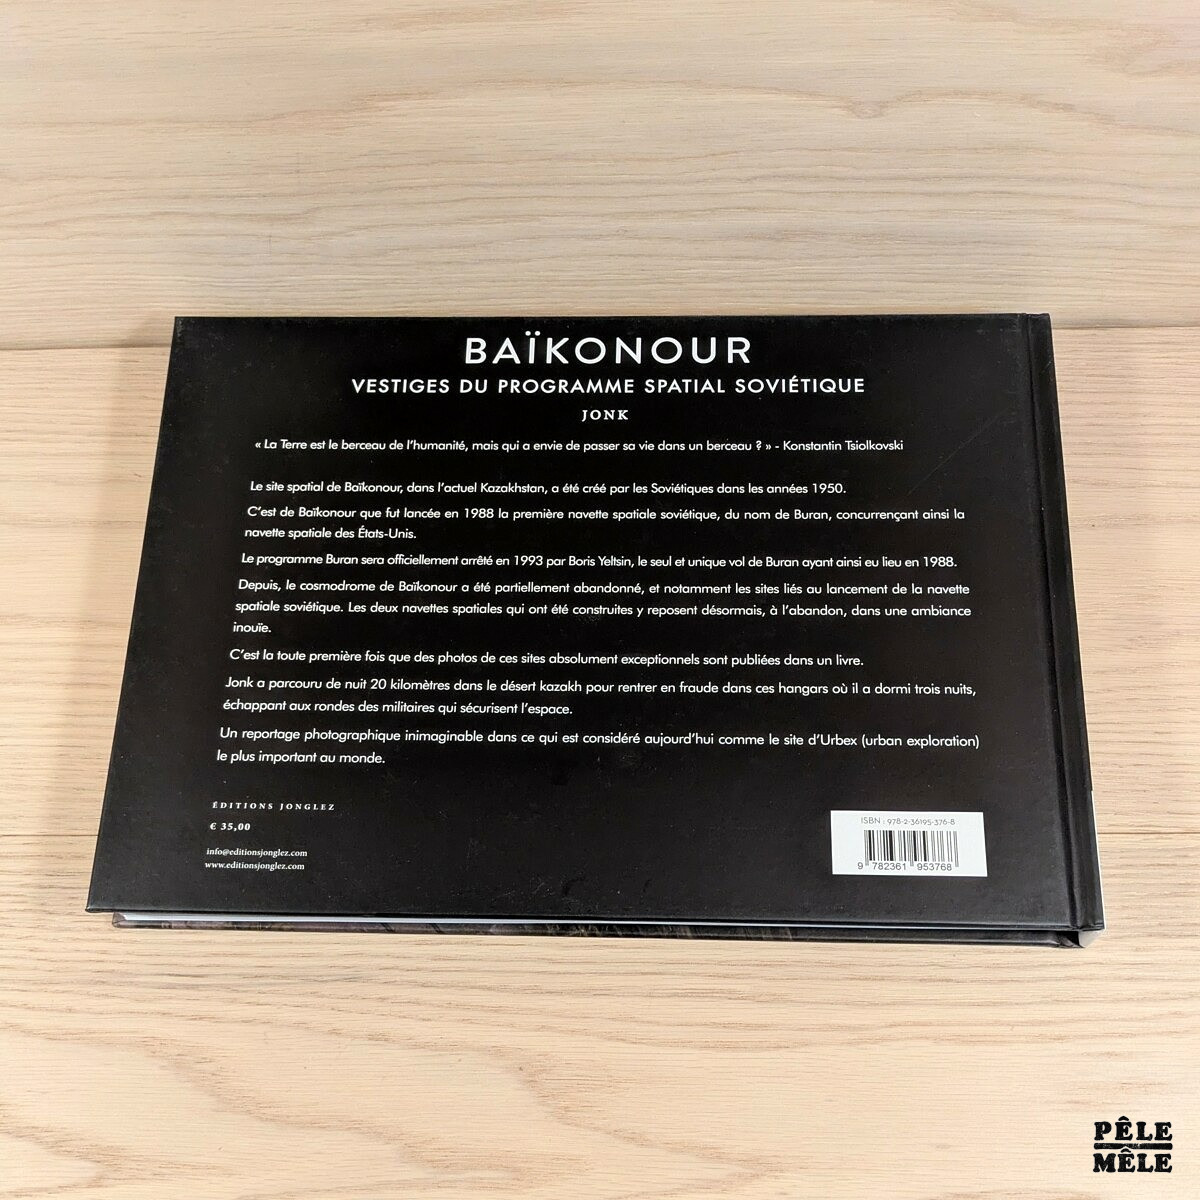 BAÏKONOUR
VESTIGES DU PROGRAMME SPATIAL SOVIÉTIQUE
JONK
« La Terre est le berceau de l'humanité, mais qui a envie de passer sa vie dans un berceau ? » - Konstantin Tsiolkovski
Le site spatial de Baïkonour, dans l'actuel Kazakhstan, a été créé par les Soviétiques dans les années 1950.
C'est de Baïkonour que fut lancée en 1988 la première navette spatiale soviétique, du nom de Buran, concurrençant ainsi la
navette spatiale des États-Unis.
Le programme Buran sera officiellement arrêté en 1993 par Boris Yeltsin, le seul et unique vol de Buran ayant ainsi eu lieu en 1988.
Depuis, le cosmodrome de Baïkonour a été partiellement abandonné, et notamment les sites liés au lancement de la navette
spatiale soviétique. Les deux navettes spatiales qui ont été construites y reposent désormais, à l'abandon, dans une ambiance
inouïe.
C'est la toute première fois que des photos de ces sites absolument exceptionnels sont publiées dans un livre.
Jonk a parcouru de nuit 20 kilomètres dans le désert kazakh pour rentrer en fraude dans ces hangars où il a dormi trois nuits,
échappant aux rondes des militaires qui sécurisent l'espace.
Un reportage photographique inimaginable dans ce qui est considéré aujourd'hui comme le site d'Urbex (urban exploration)
le plus important au monde.
ÉDITIONS JONGLEZ
€ 35,00
info@editionsjonglez.com
www.editionsjonglez.com
ISBN : 978-2-36195-376-8
9 782361 953768
PÊLE
MÊLE